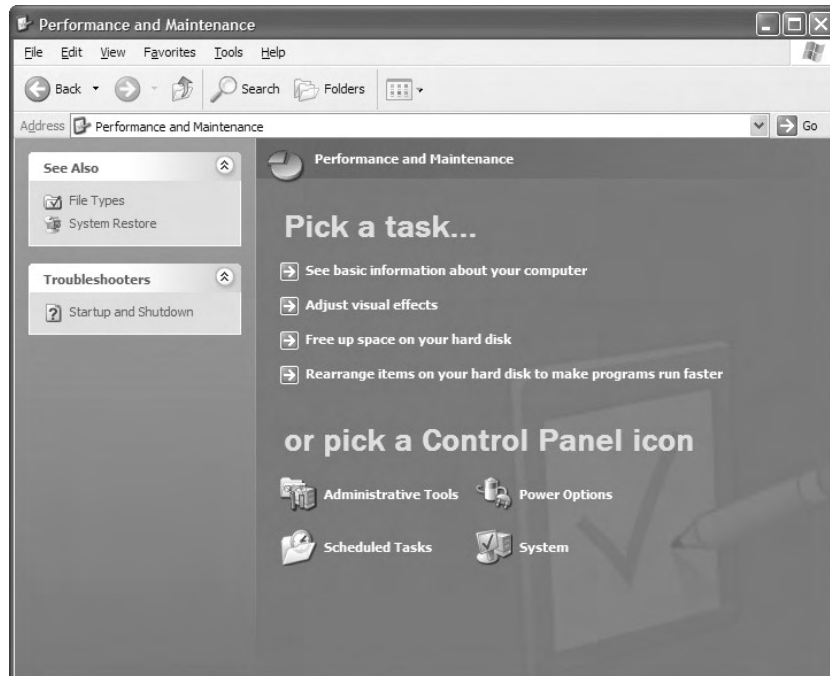 Performance and Maintenance
File Edit View Favorites Tools Help
Back Search Folders
Address Performance and Maintenance Go
See Also
File Types
System Restore
Troubleshooters
Startup and Shutdown
Performance and Maintenance
Pick a task...
See basic information about your computer
Adjust visual effects
Free up space on your hard disk
Rearrange items on your hard disk to make programs run faster
or pick a Control Panel icon
Administrative Tools Power Options
Scheduled Tasks System